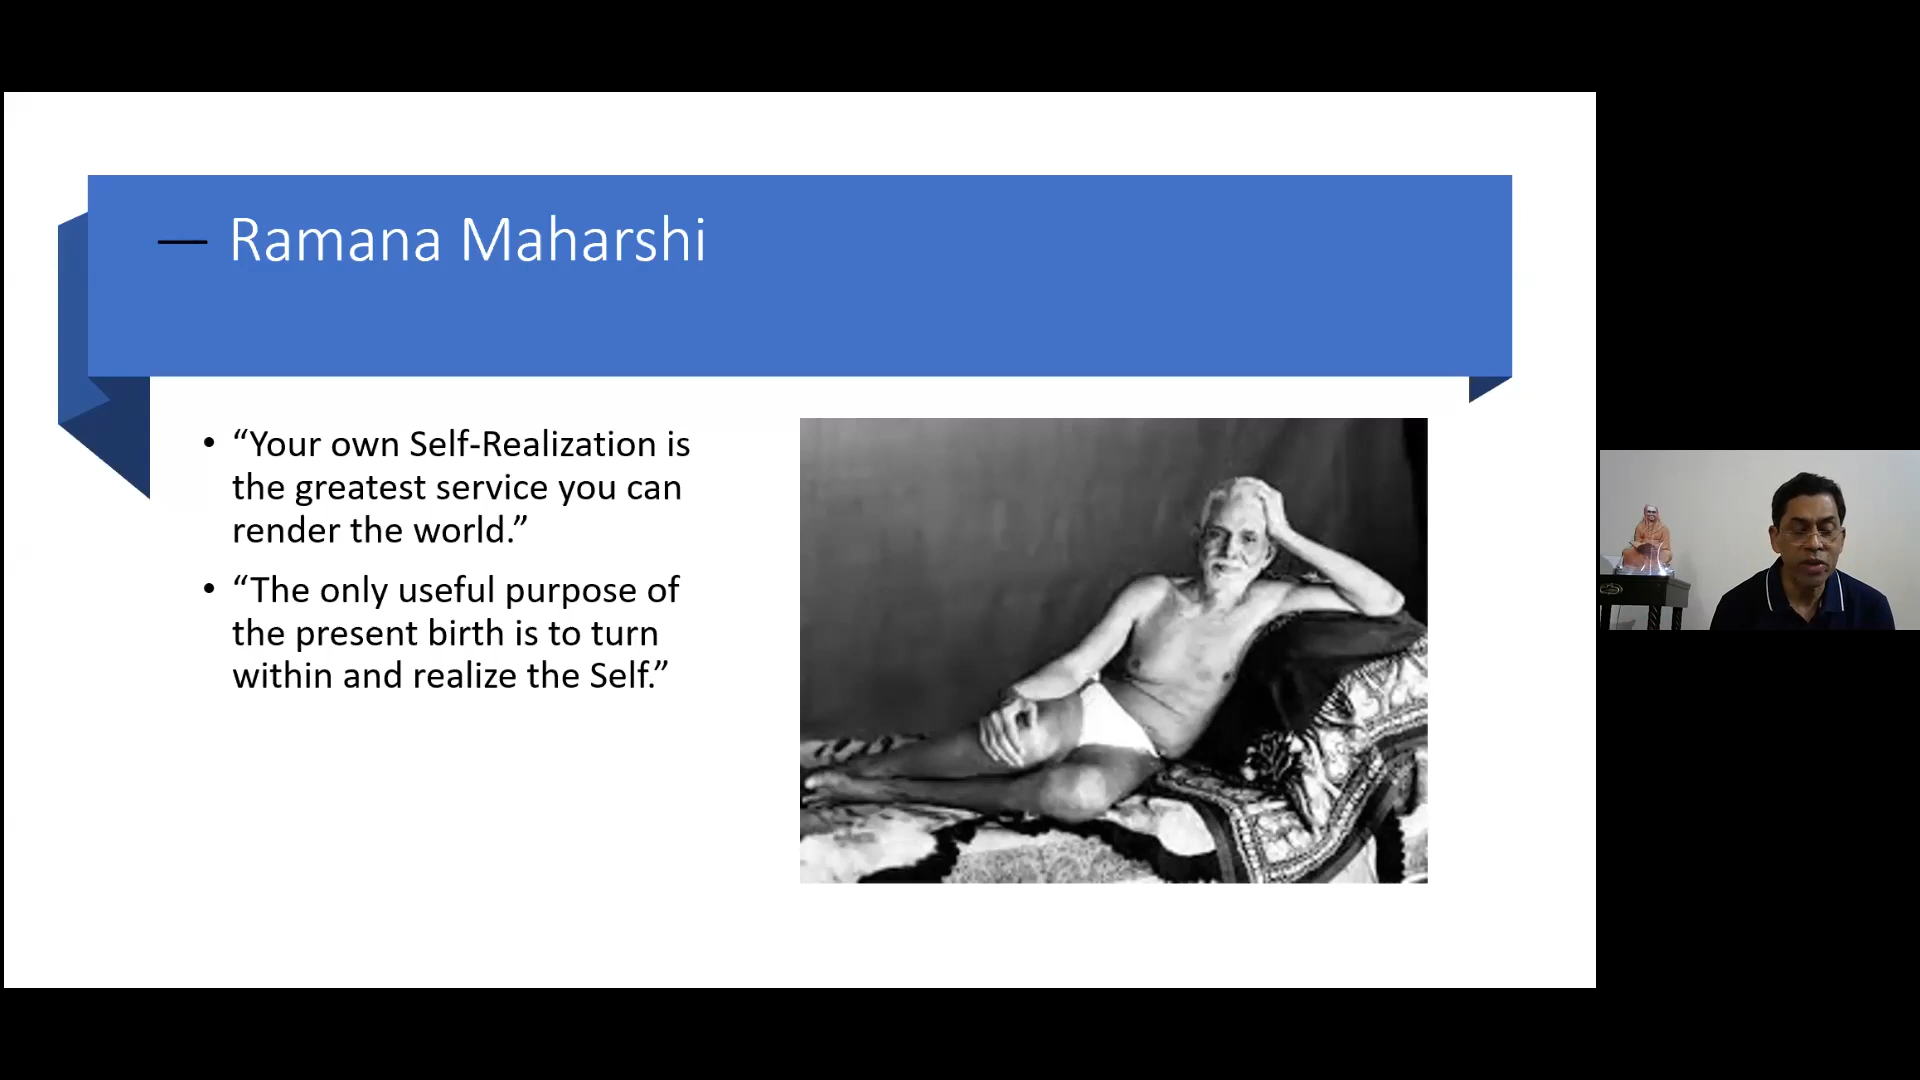 — Ramana Maharshi
• “Your own Self-Realization is
the greatest service you can
render the world.”
• “The only useful purpose of
the present birth is to turn
within and realize the Self.”